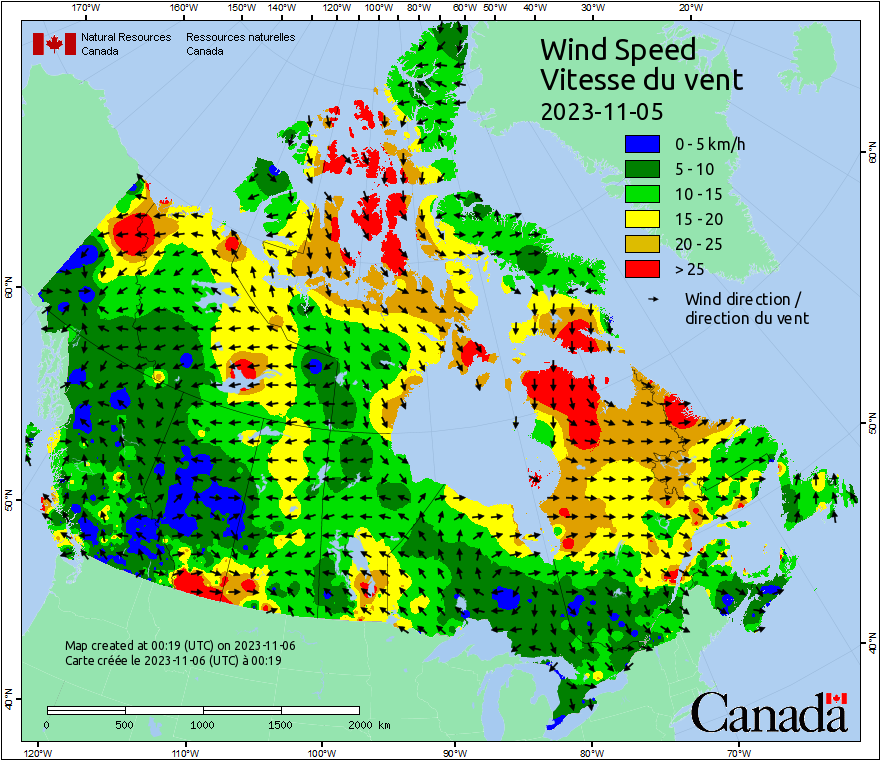 170°W 160°W 150°W 140°W 130°W 120°W 110°W 100°W 80°W 60°W 50°W 40°W 30°W 20°W
Natural Resources Ressources naturelles
Canada Canada
Wind Speed
Vitesse du vent
2023-11-05
0 - 5 km/h
5 - 10
10 - 15
15 - 20
20 - 25
> 25
Wind direction /
direction du vent
60°N
60°N
50°N
50°N
40°N
40°N
Map created at 00:19 (UTC) on 2023-11-06
Carte créée le 2023-11-06 (UTC) à 00:19
0 500 1000 1500 2000 km
Canada
120°W 110°W 100°W 90°W 80°W 70°W